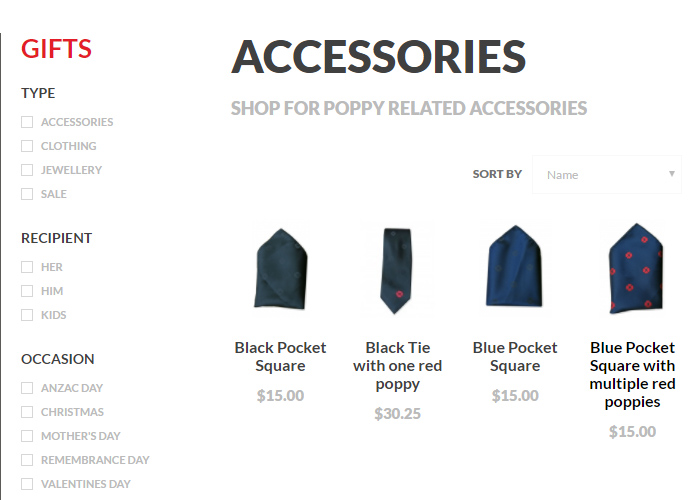 GIFTS
TYPE
ACCESSORIES
CLOTHING
JEWELLERY
SALE
RECIPIENT
HER
HIM
KIDS
OCCASION
ANZAC DAY
CHRISTMAS
MOTHER'S DAY
REMEMBRANCE DAY
VALENTINES DAY
ACCESSORIES
SHOP FOR POPPY RELATED ACCESSORIES
SORT BY
Name
Black Pocket
Square
$15.00
Black Tie
with one red
poppy
$30.25
Blue Pocket
Square
$15.00
Blue Pocket
Square with
multiple red
poppies
$15.00